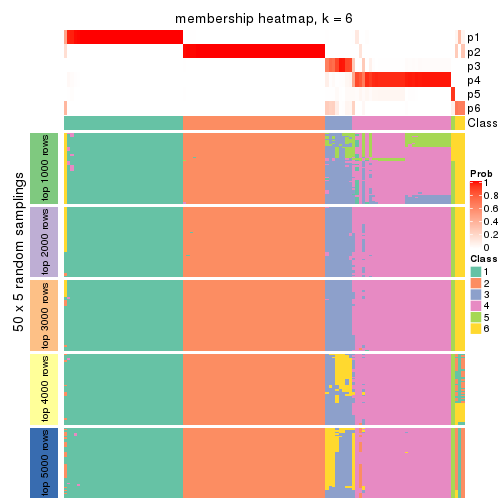 membership heatmap, k = 6
p1
p2
p3
p4
p5
p6
Class
50 x 5 random samplings
top 1000 rows
top 2000 rows
top 3000 rows
top 4000 rows
top 5000 rows
Prob
1
0.8
0.6
0.4
0.2
0
Class
1
2
3
4
5
6